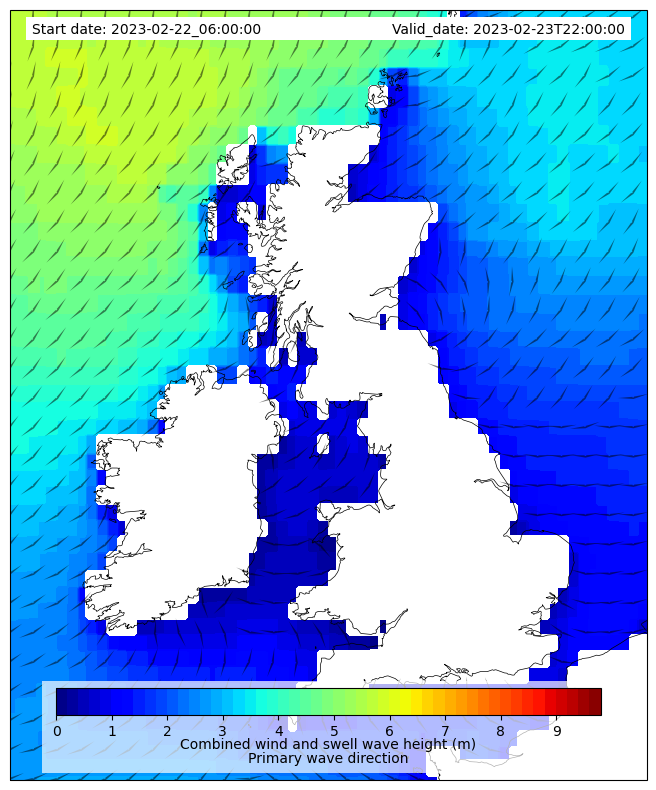 Start date: 2023-02-22_06:00:00 Valid_date: 2023-02-23T22:00:00
0 1 2 3 4 5 6 7 8 9
Combined wind and swell wave height (m)
Primary wave direction